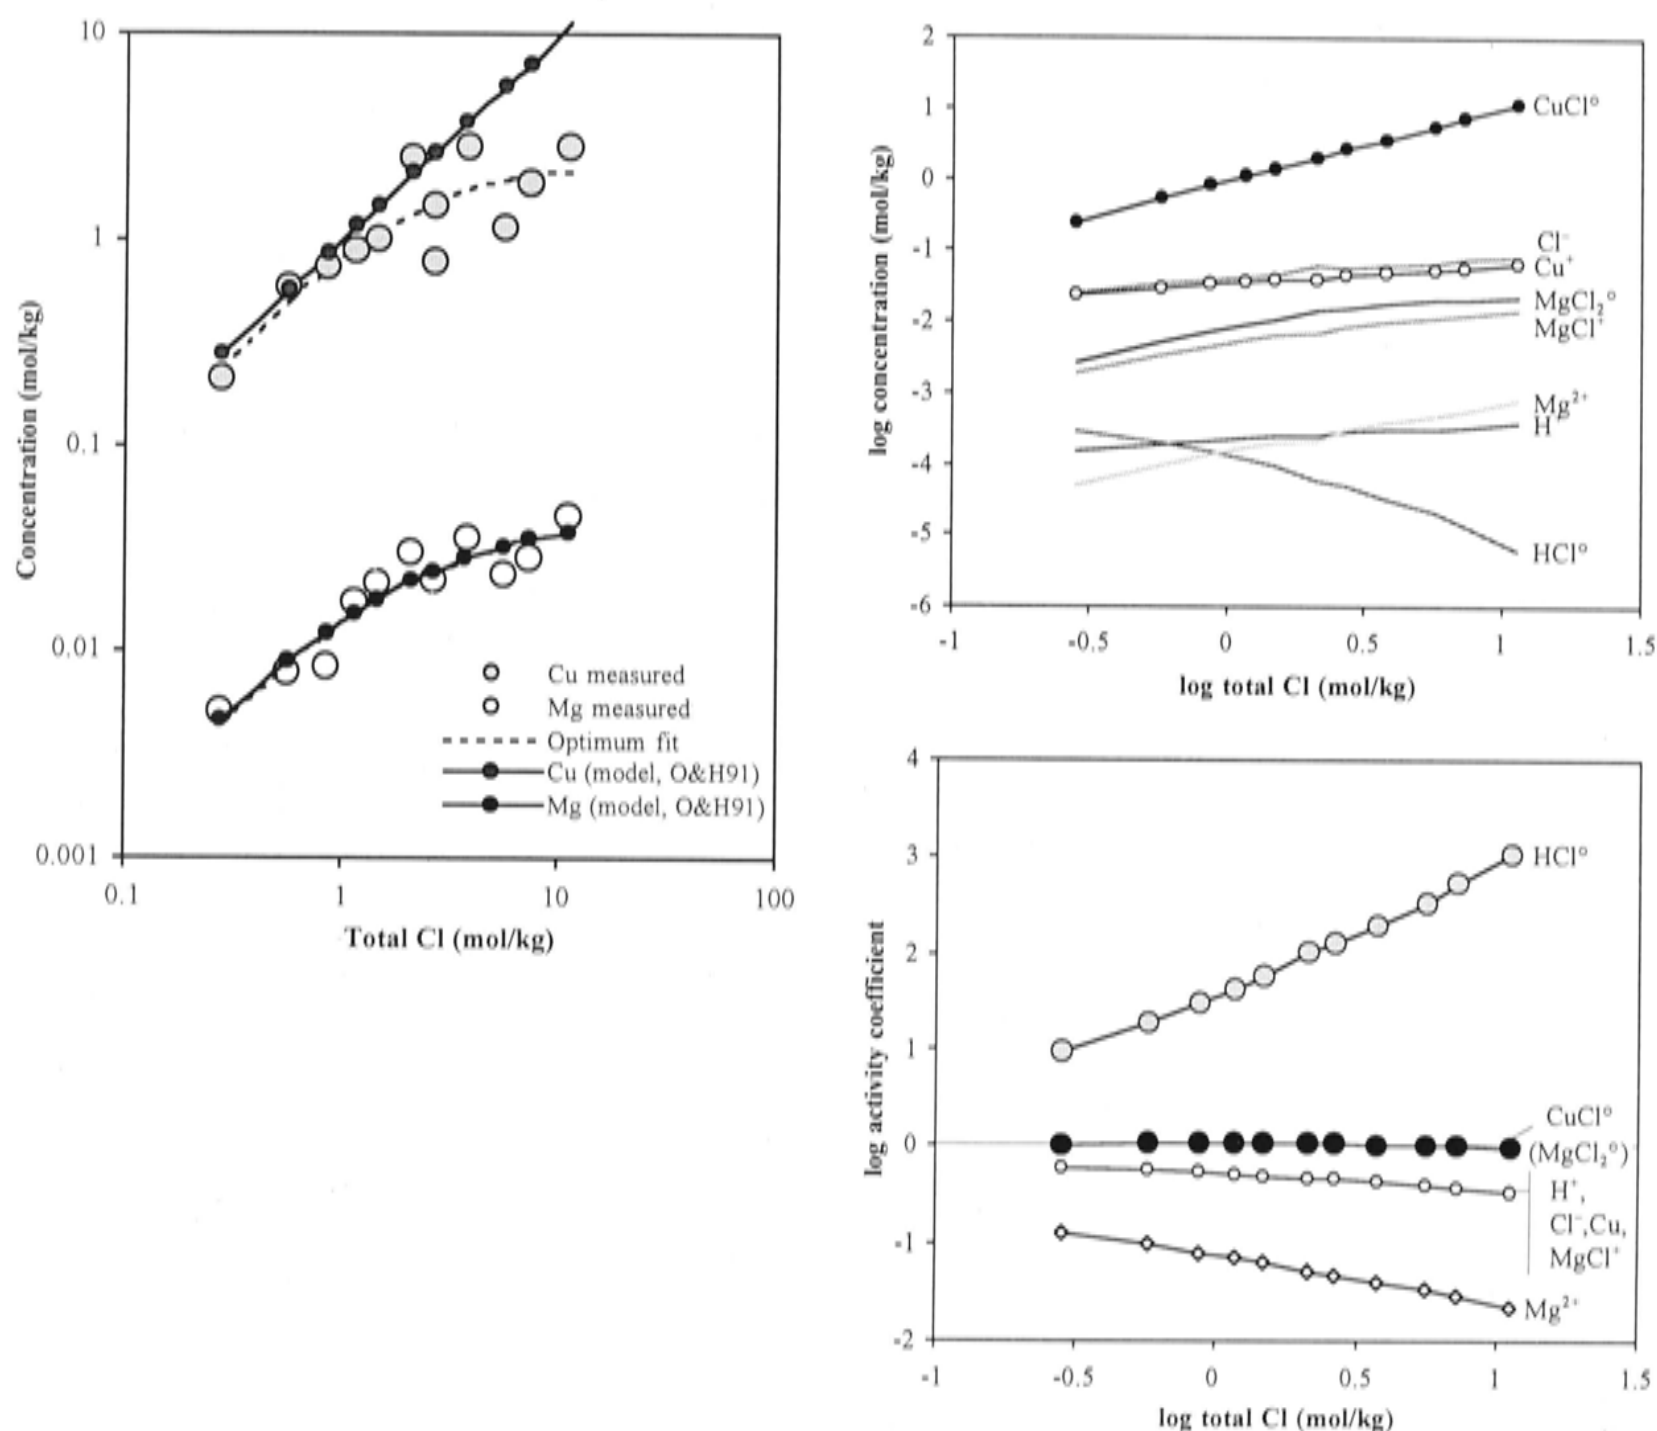 10
1
0.1
0.01
0.001
0.1
1
10
100
Concentration (mol/kg)
Total Cl (mol/kg)
Cu measured
Mg measured
Optimum fit
Cu (model, O&H91)
Mg (model, O&H91)
2
1
0
-1
-2
-3
-4
-5
-6
-1
-0.5
0
0.5
1
1.5
log concentration (mol/kg)
log total Cl (mol/kg)
CuCl°
Cl⁻
Cu⁺
MgCl₂°
MgCl⁺
Mg²⁺
H⁺
HCl°
4
3
2
1
0
-1
-2
-1
-0.5
0
0.5
1
1.5
log activity coefficient
log total Cl (mol/kg)
HCl°
CuCl°
(MgCl₂°)
H⁺,
Cl⁻,Cu,
MgCl⁺
Mg²⁺